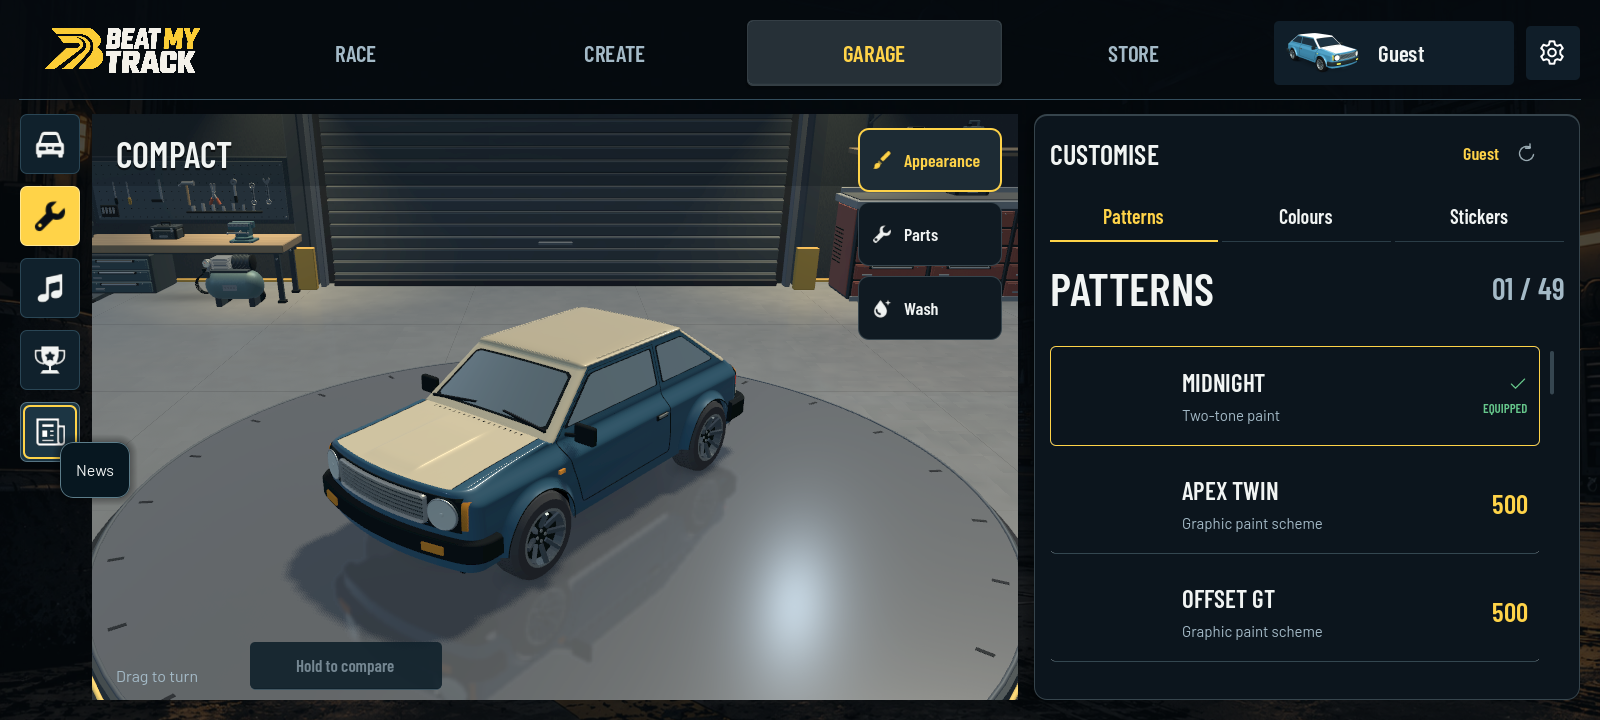 BEAT MY
TRACK
RACE
CREATE
GARAGE
STORE
Guest
COMPACT
Appearance
Parts
Wash
News
Drag to turn
Hold to compare
CUSTOMISE
Guest
Patterns
Colours
Stickers
PATTERNS
01 / 49
MIDNIGHT
Two-tone paint
EQUIPPED
APEX TWIN
Graphic paint scheme
500
OFFSET GT
Graphic paint scheme
500